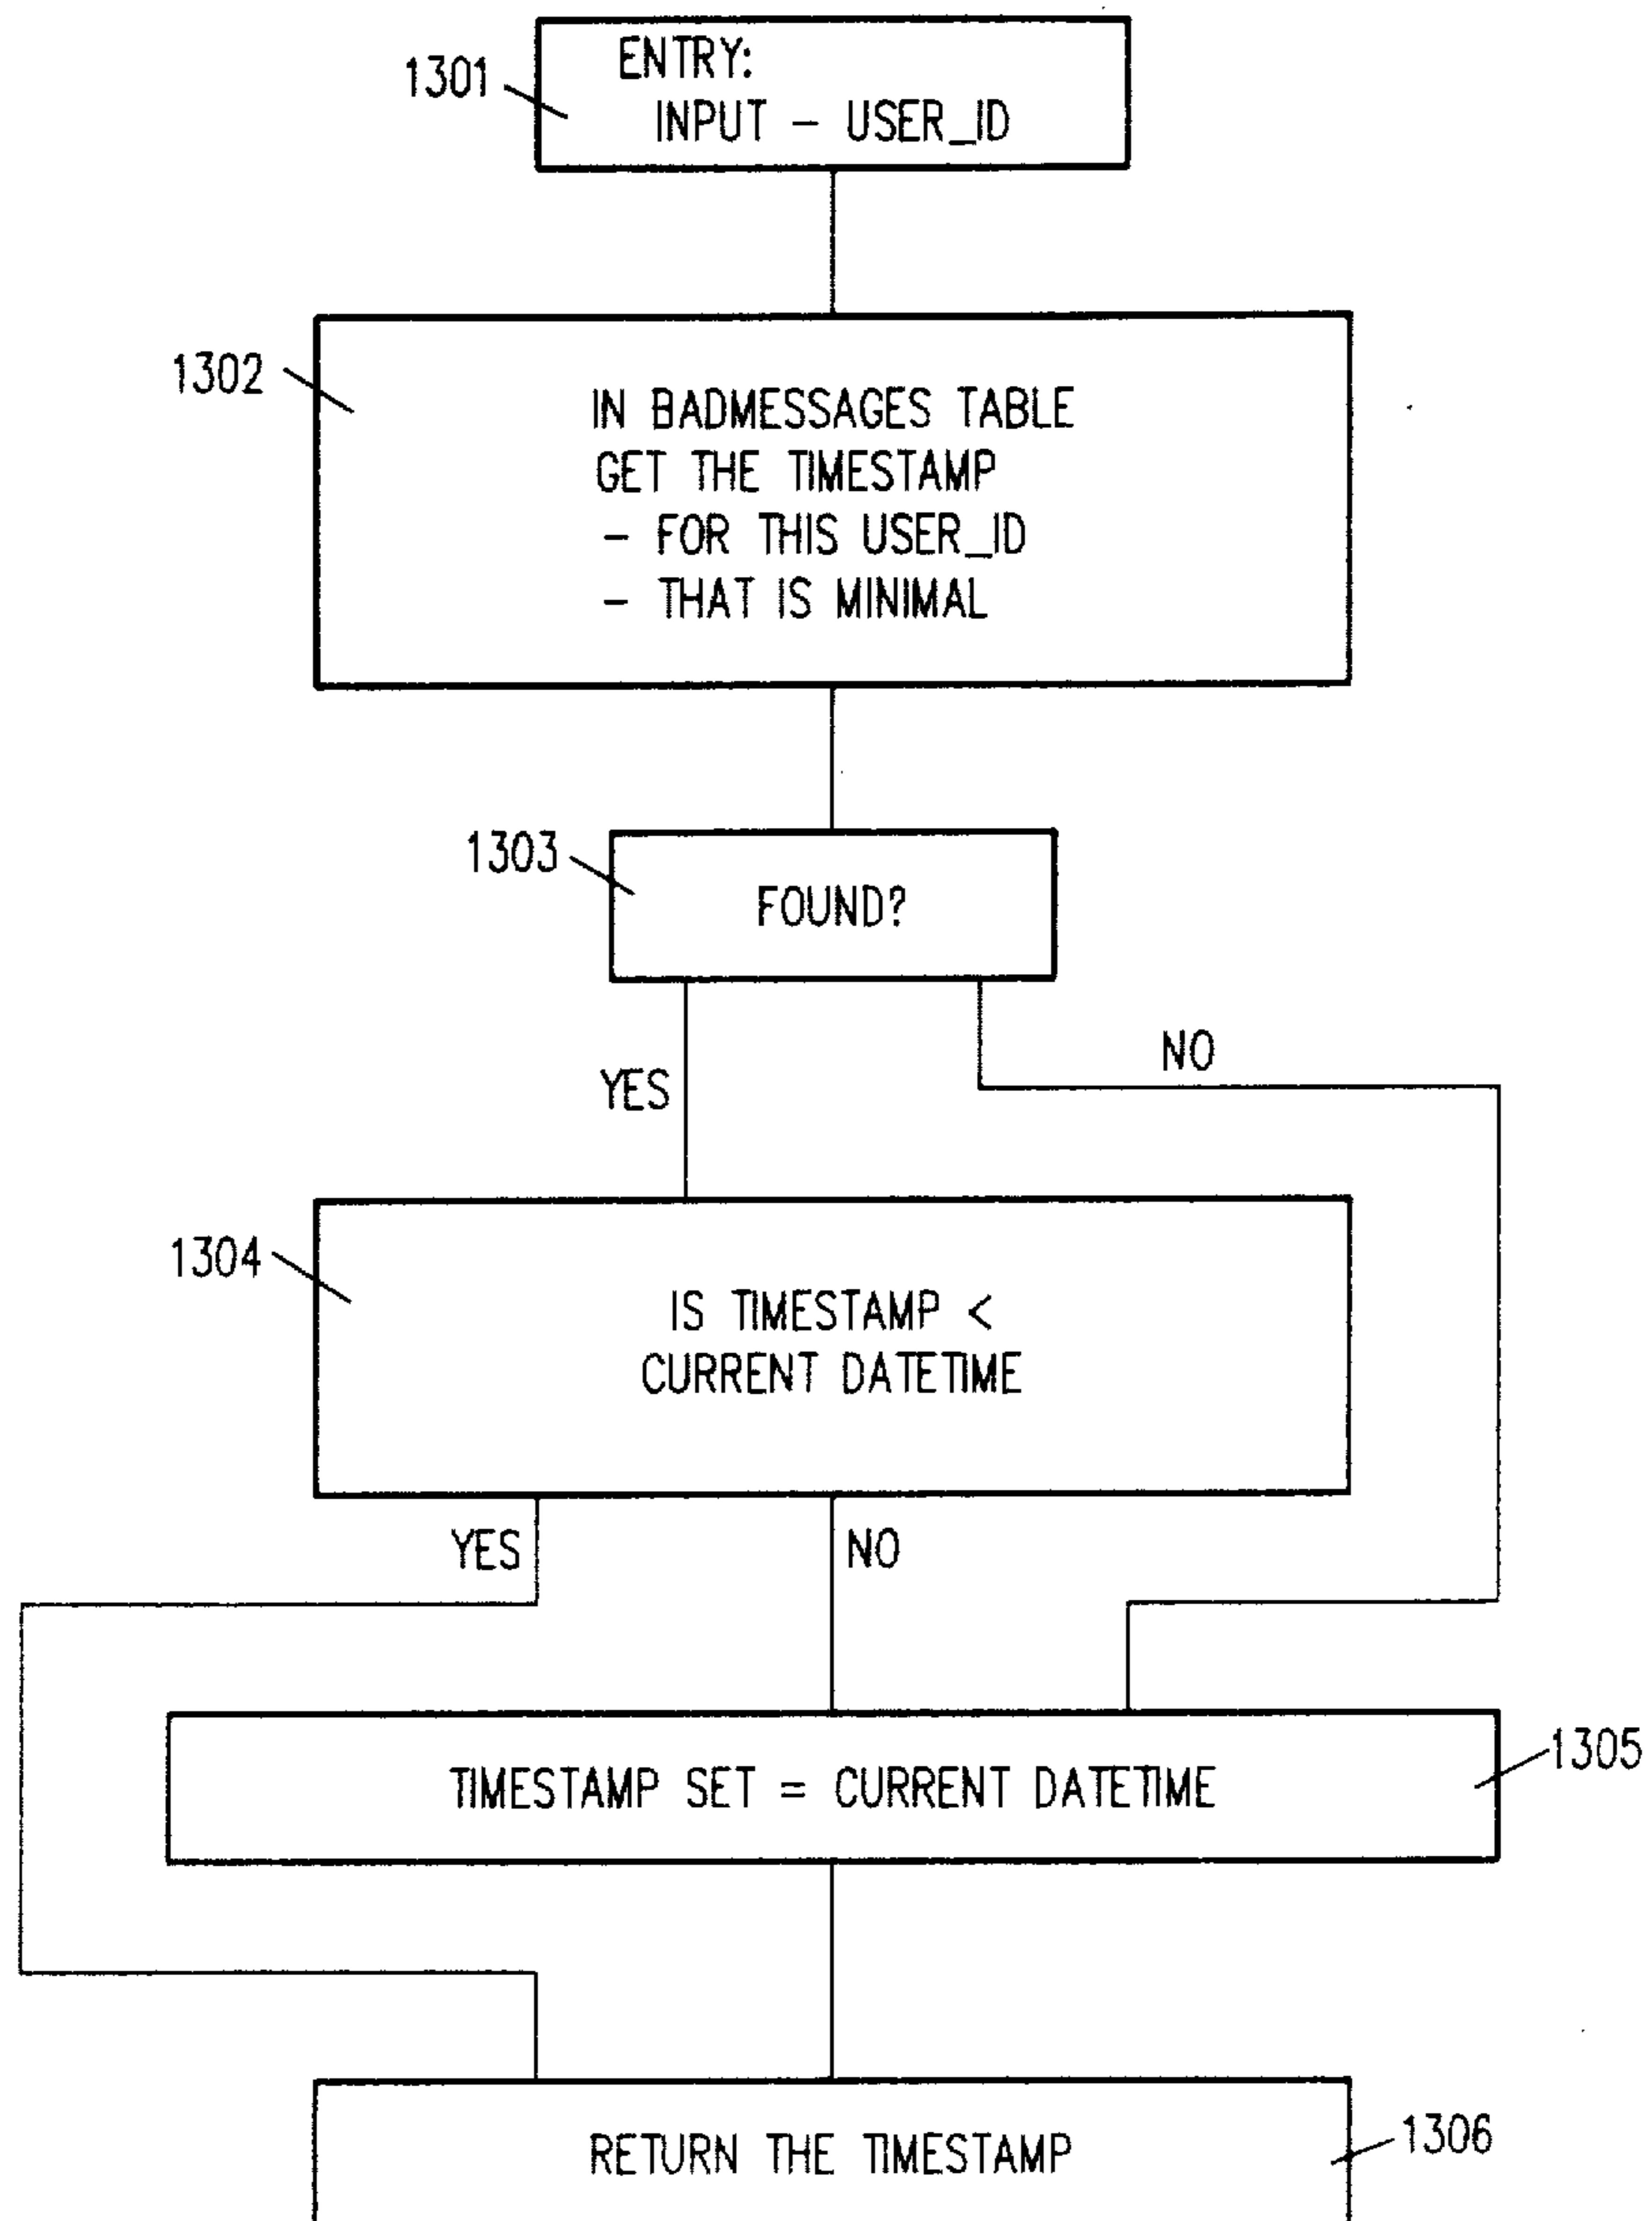 1301
ENTRY:
INPUT - USER_ID
1302
IN BADMESSAGES TABLE
GET THE TIMESTAMP
- FOR THIS USER_ID
- THAT IS MINIMAL
1303
FOUND?
YES
NO
1304
IS TIMESTAMP <
CURRENT DATETIME
YES
NO
TIMESTAMP SET = CURRENT DATETIME
1305
RETURN THE TIMESTAMP
1306